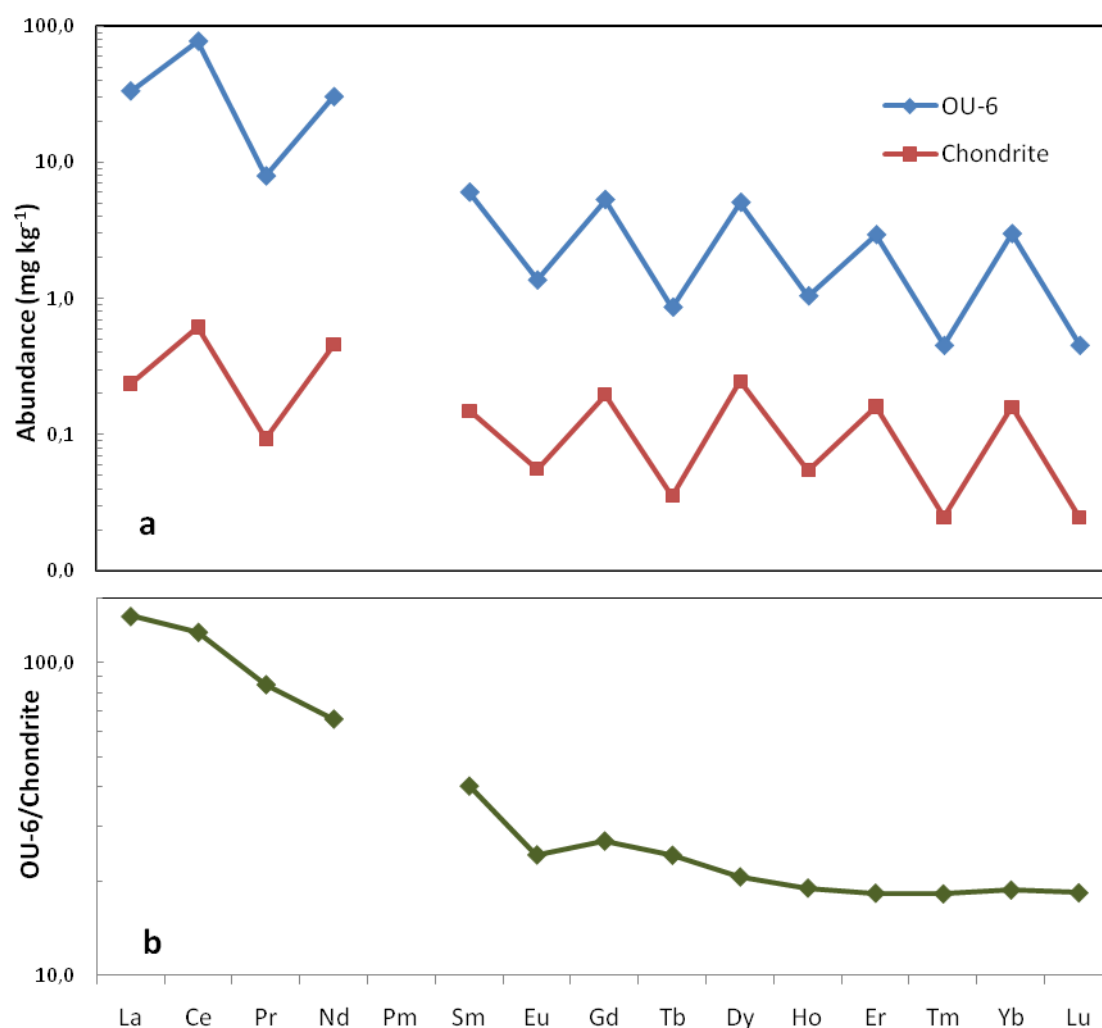 100,0
10,0
1,0
0,1
0,0
Abundance (mg kg⁻¹)
OU-6
Chondrite
a
100,0
10,0
OU-6/Chondrite
b
La Ce Pr Nd Pm Sm Eu Gd Tb Dy Ho Er Tm Yb Lu